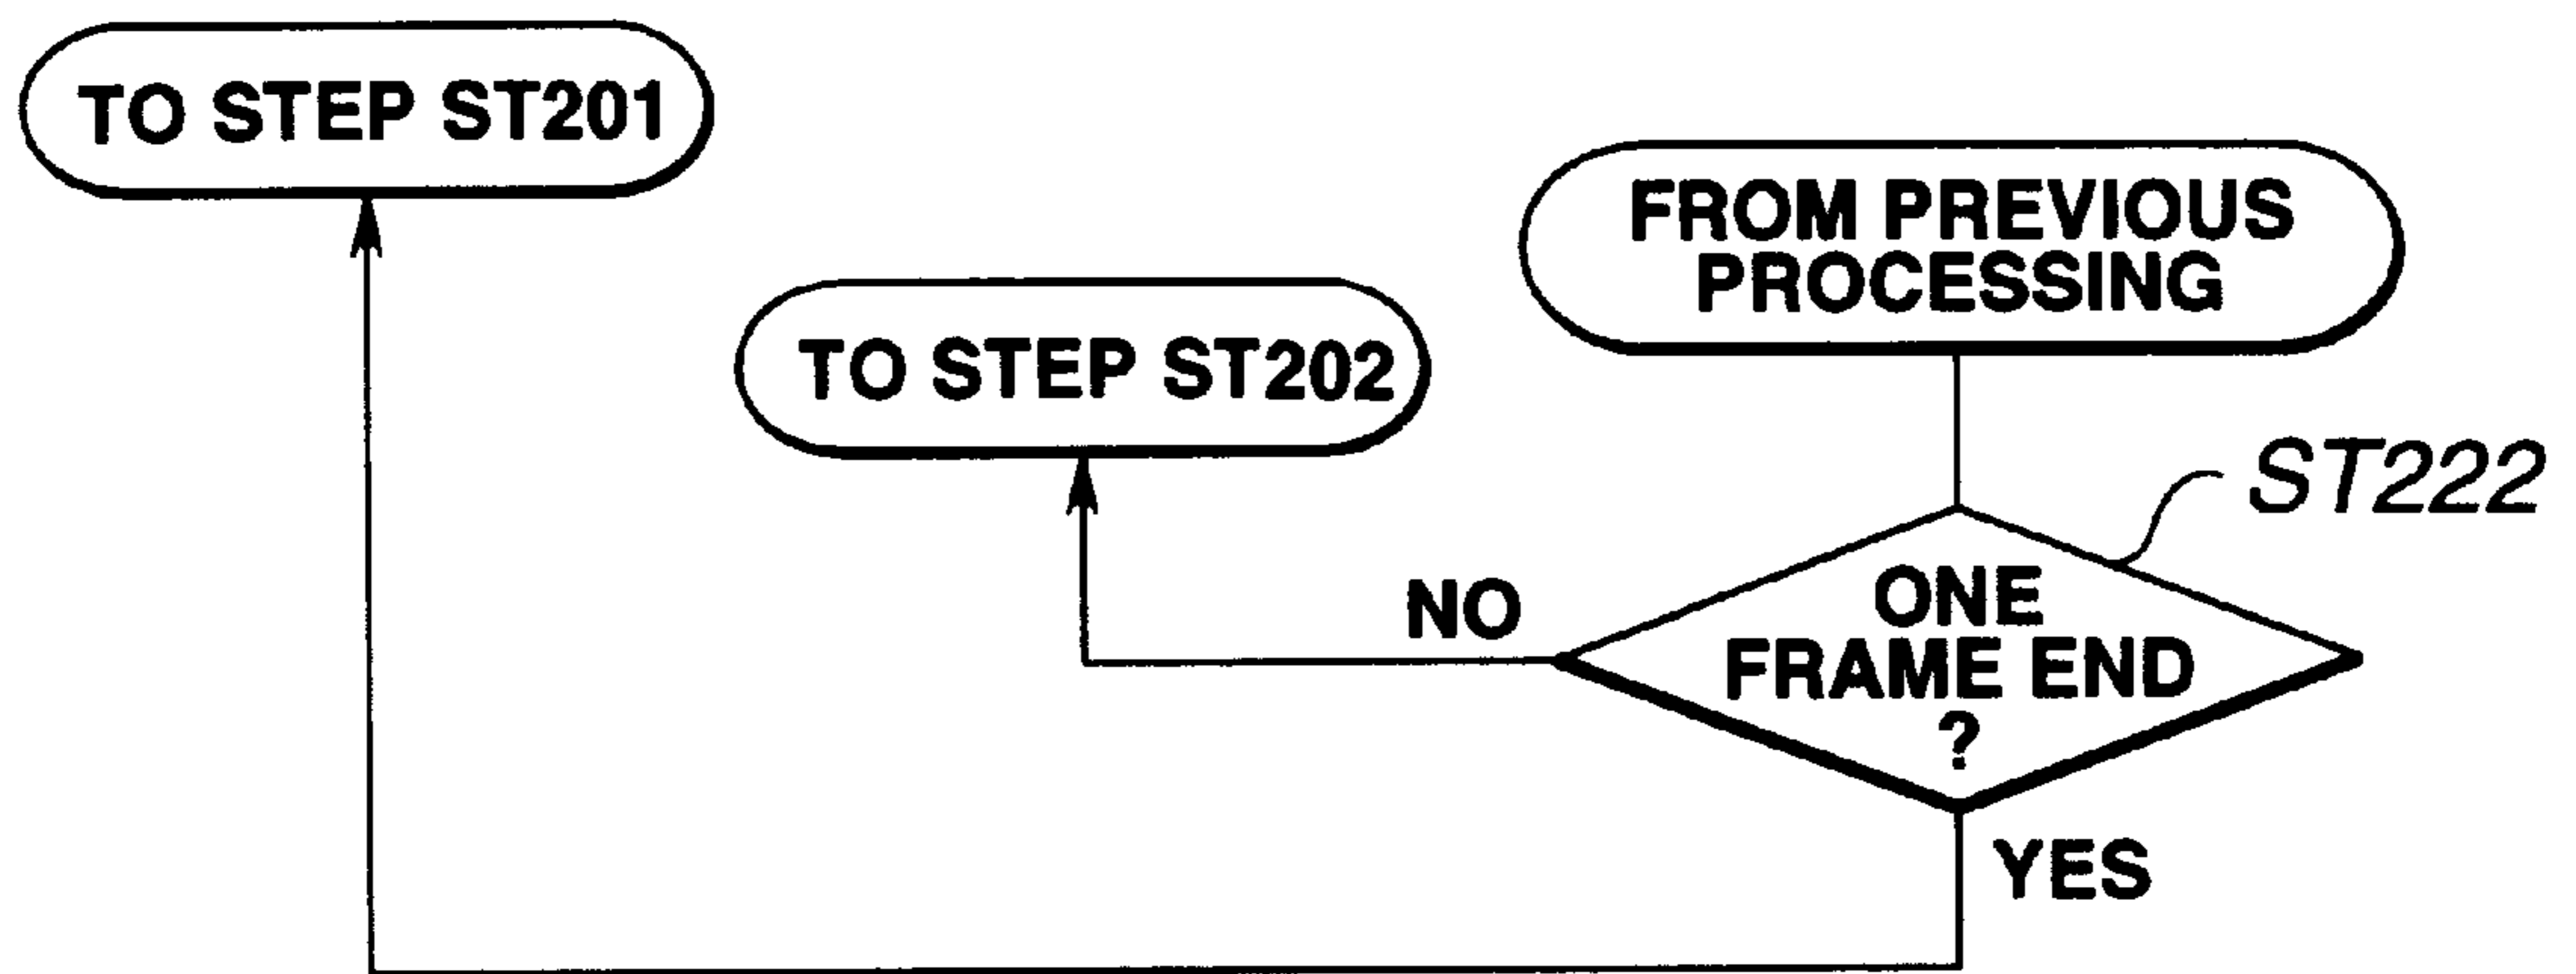 TO STEP ST201
FROM PREVIOUS
PROCESSING
TO STEP ST202
ST222
NO
ONE
FRAME END
?
YES